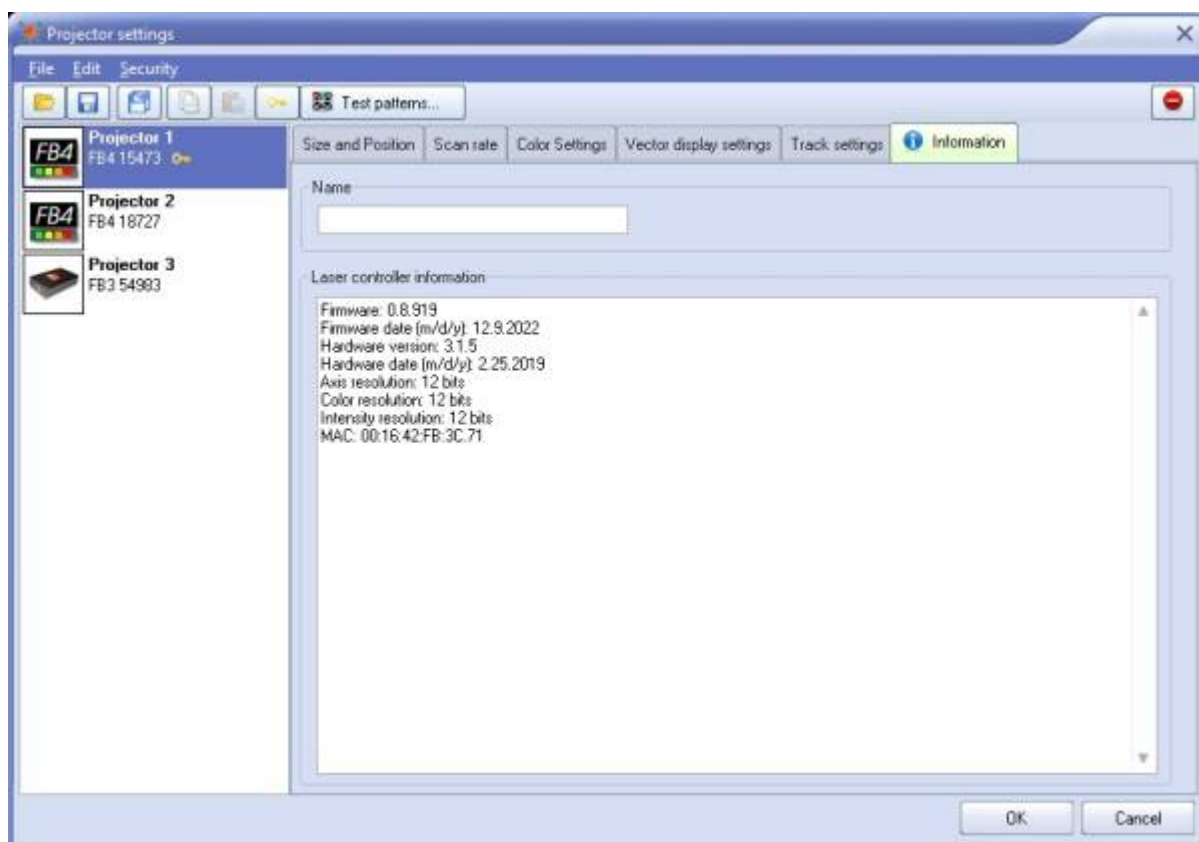 Projector settings
File Edit Security
Test patterns...
FB4
Projector 1
FB4 15473
FB4
Projector 2
FB4 18727
Projector 3
FB3 54983
Size and Position
Scan rate
Color Settings
Vector display settings
Track settings
Information
Name
Laser controller information
Firmware: 0.8.919
Firmware date (m/d/y): 12.9.2022
Hardware version: 3.1.5
Hardware date (m/d/y): 2.25.2019
Axis resolution: 12 bits
Color resolution: 12 bits
Intensity resolution: 12 bits
MAC: 00:16:42:FB:3C:71
OK
Cancel